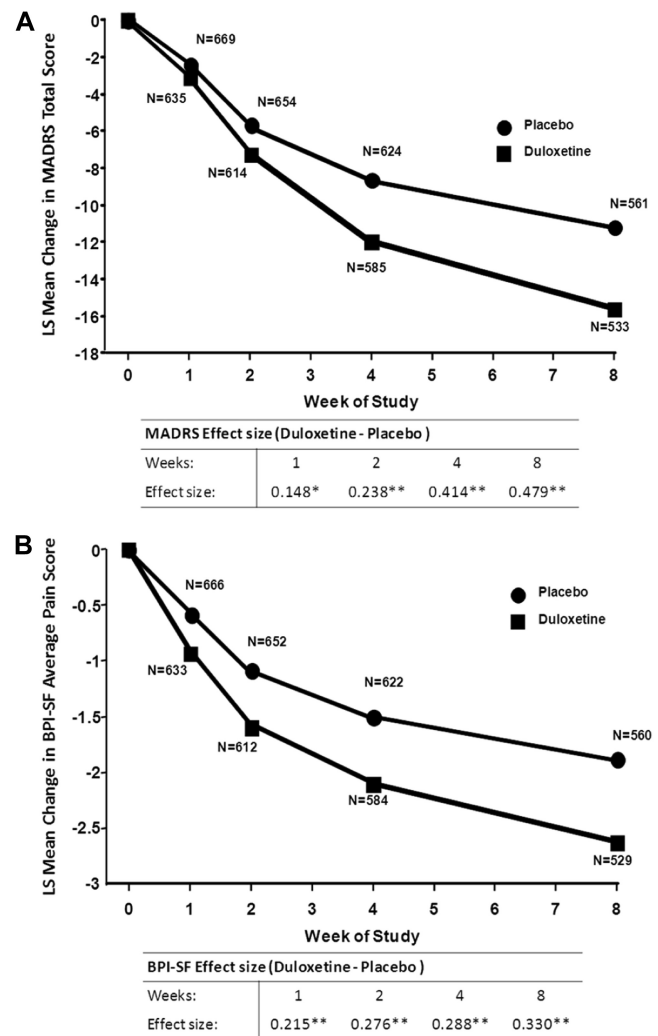 A
LS Mean Change in MADRS Total Score
0
-2
-4
-6
-8
-10
-12
-14
-16
-18
N=669
N=635
N=654
N=614
N=624
N=585
N=561
N=533
Placebo
Duloxetine
0 1 2 3 4 5 6 7 8
Week of Study
MADRS Effect size (Duloxetine - Placebo )
Weeks: 1 2 4 8
Effect size: 0.148* 0.238** 0.414** 0.479**
B
LS Mean Change in BPI-SF Average Pain Score
0
-0.5
-1
-1.5
-2
-2.5
-3
N=666
N=633
N=652
N=612
N=622
N=584
N=560
N=529
Placebo
Duloxetine
0 1 2 3 4 5 6 7 8
Week of Study
BPI-SF Effect size (Duloxetine - Placebo )
Weeks: 1 2 4 8
Effect size: 0.215** 0.276** 0.288** 0.330**